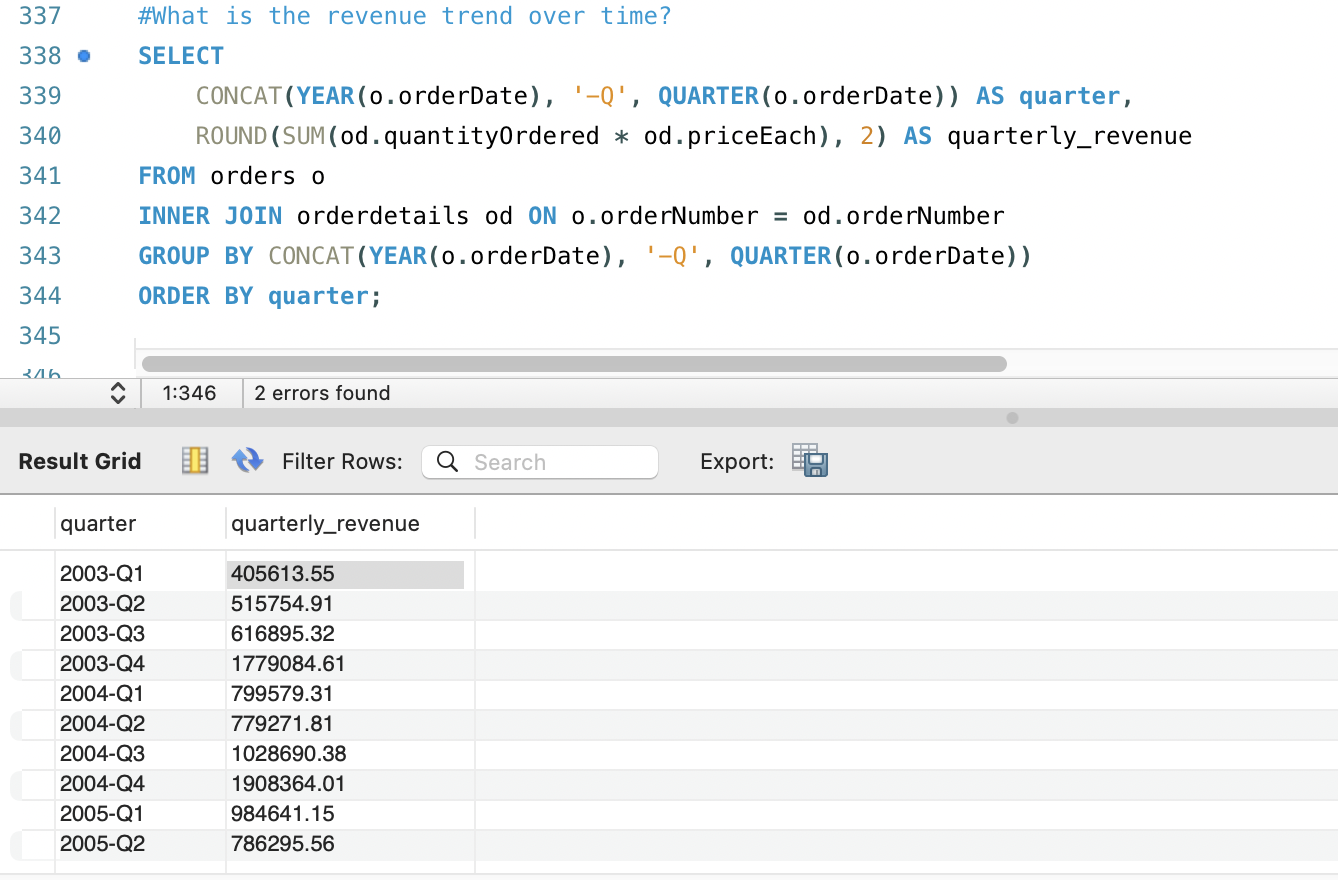 337 #What is the revenue trend over time?
338 SELECT
339 CONCAT(YEAR(o.orderDate), '-Q', QUARTER(o.orderDate)) AS quarter,
340 ROUND(SUM(od.quantityOrdered * od.priceEach), 2) AS quarterly_revenue
341 FROM orders o
342 INNER JOIN orderdetails od ON o.orderNumber = od.orderNumber
343 GROUP BY CONCAT(YEAR(o.orderDate), '-Q', QUARTER(o.orderDate))
344 ORDER BY quarter;
345
346
1:346 2 errors found
Result Grid Filter Rows: Search Export:
quarter quarterly_revenue
2003-Q1 405613.55
2003-Q2 515754.91
2003-Q3 616895.32
2003-Q4 1779084.61
2004-Q1 799579.31
2004-Q2 779271.81
2004-Q3 1028690.38
2004-Q4 1908364.01
2005-Q1 984641.15
2005-Q2 786295.56